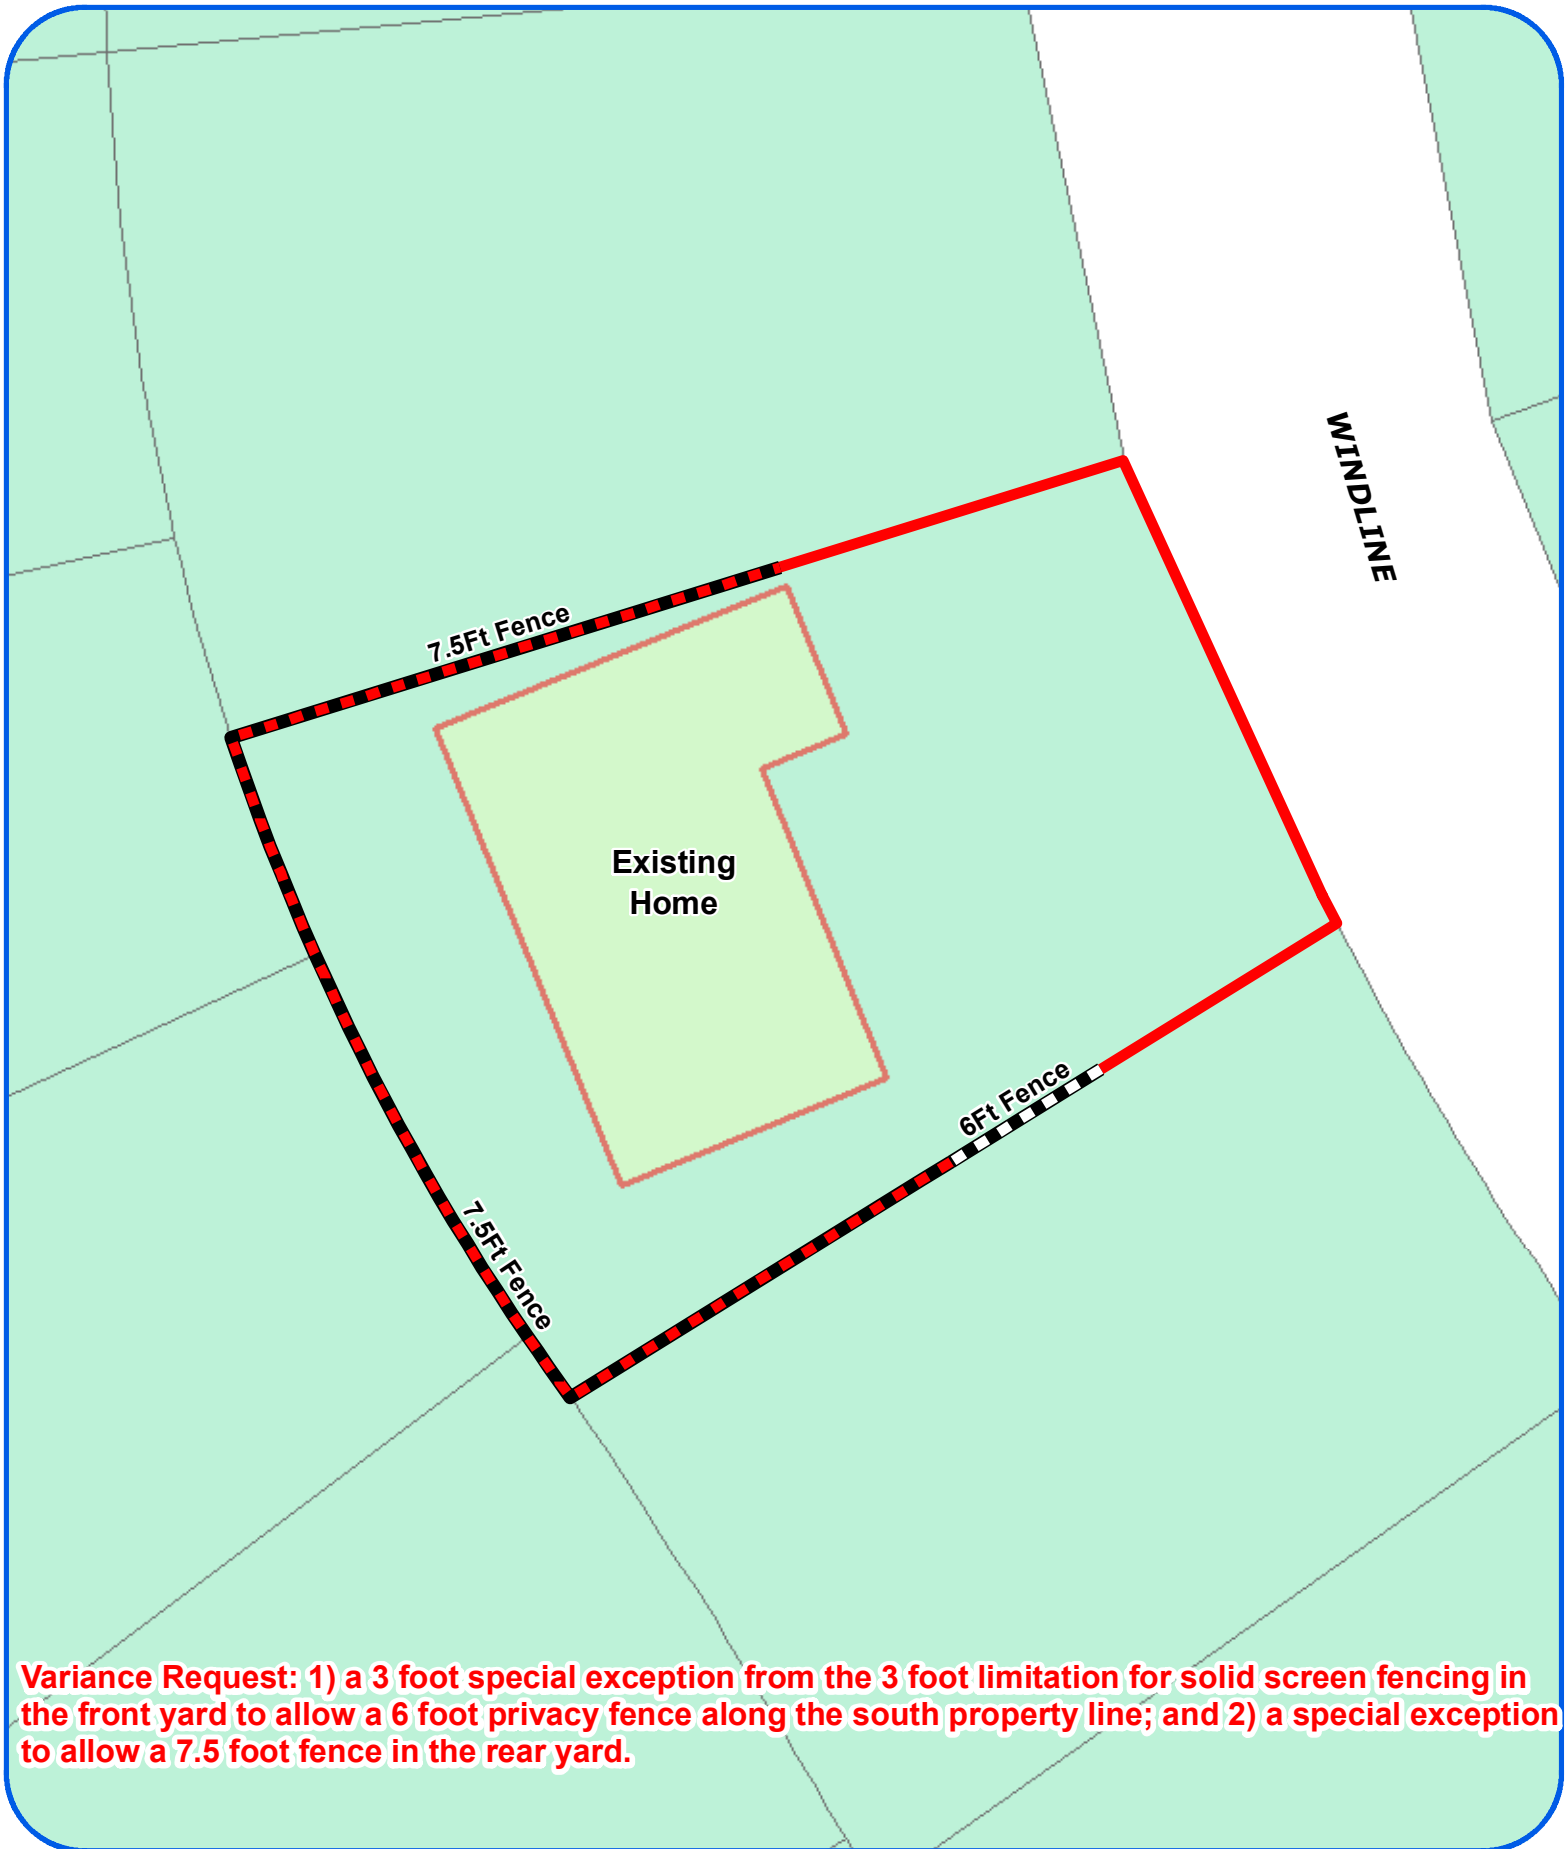 WINDLINE
7.5Ft Fence
Existing
Home
6Ft Fence
7.5Ft Fence
Variance Request: 1) a 3 foot special exception from the 3 foot limitation for solid screen fencing in
the front yard to allow a 6 foot privacy fence along the south property line; and 2) a special exception
to allow a 7.5 foot fence in the rear yard.